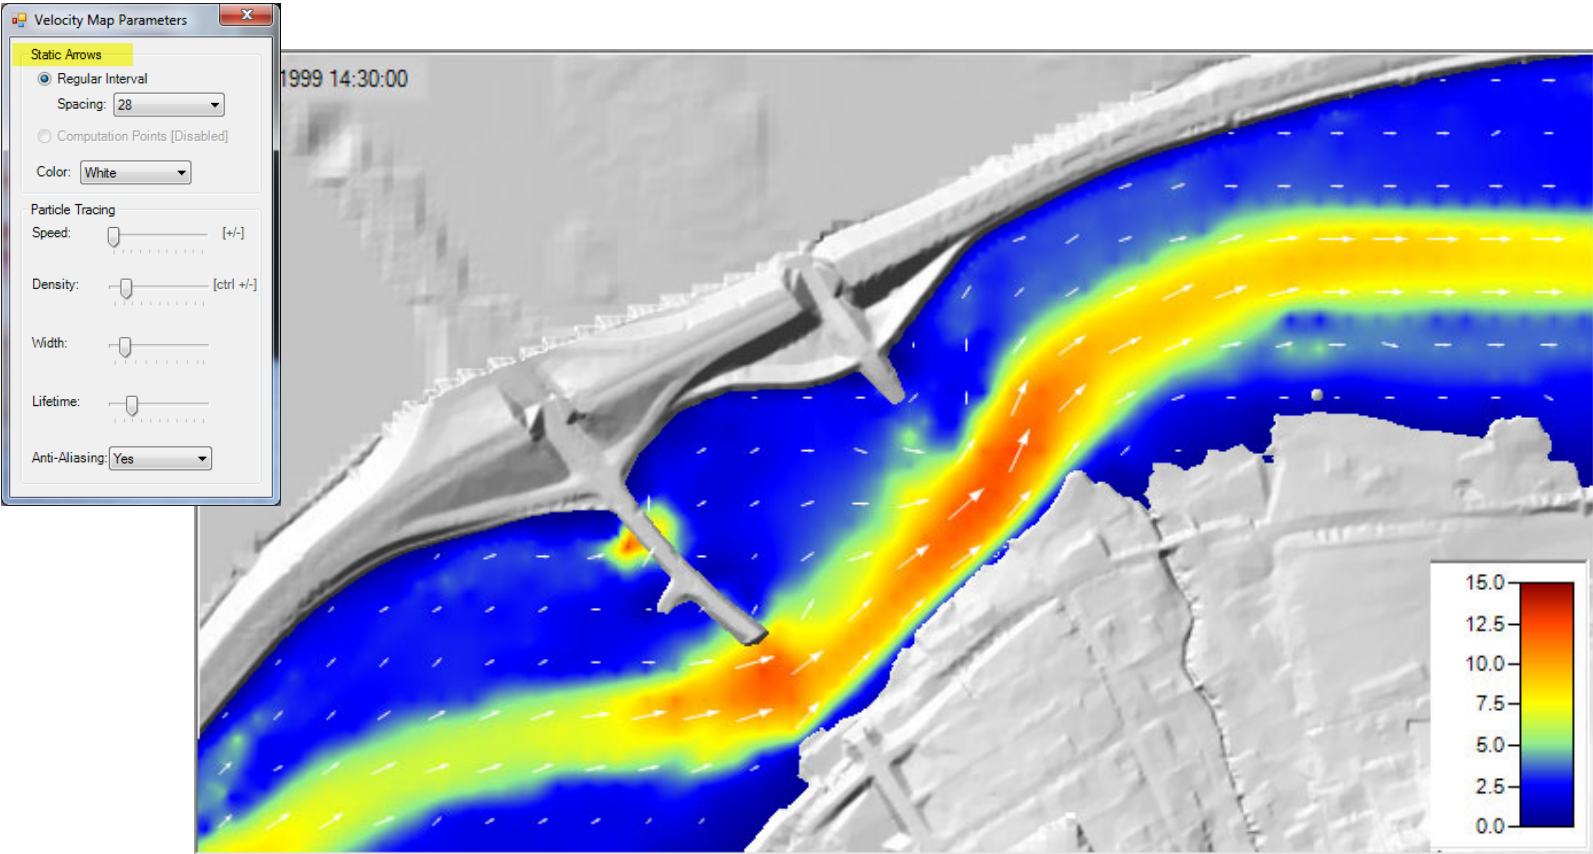 Velocity Map Parameters
Static Arrows
Regular Interval
Spacing: 28
Computation Points [Disabled]
Color: White
Particle Tracing
Speed: [+/-]
Density: [ctrl +/-]
Width:
Lifetime:
Anti-Aliasing: Yes
1999 14:30:00
15.0
12.5
10.0
7.5
5.0
2.5
0.0